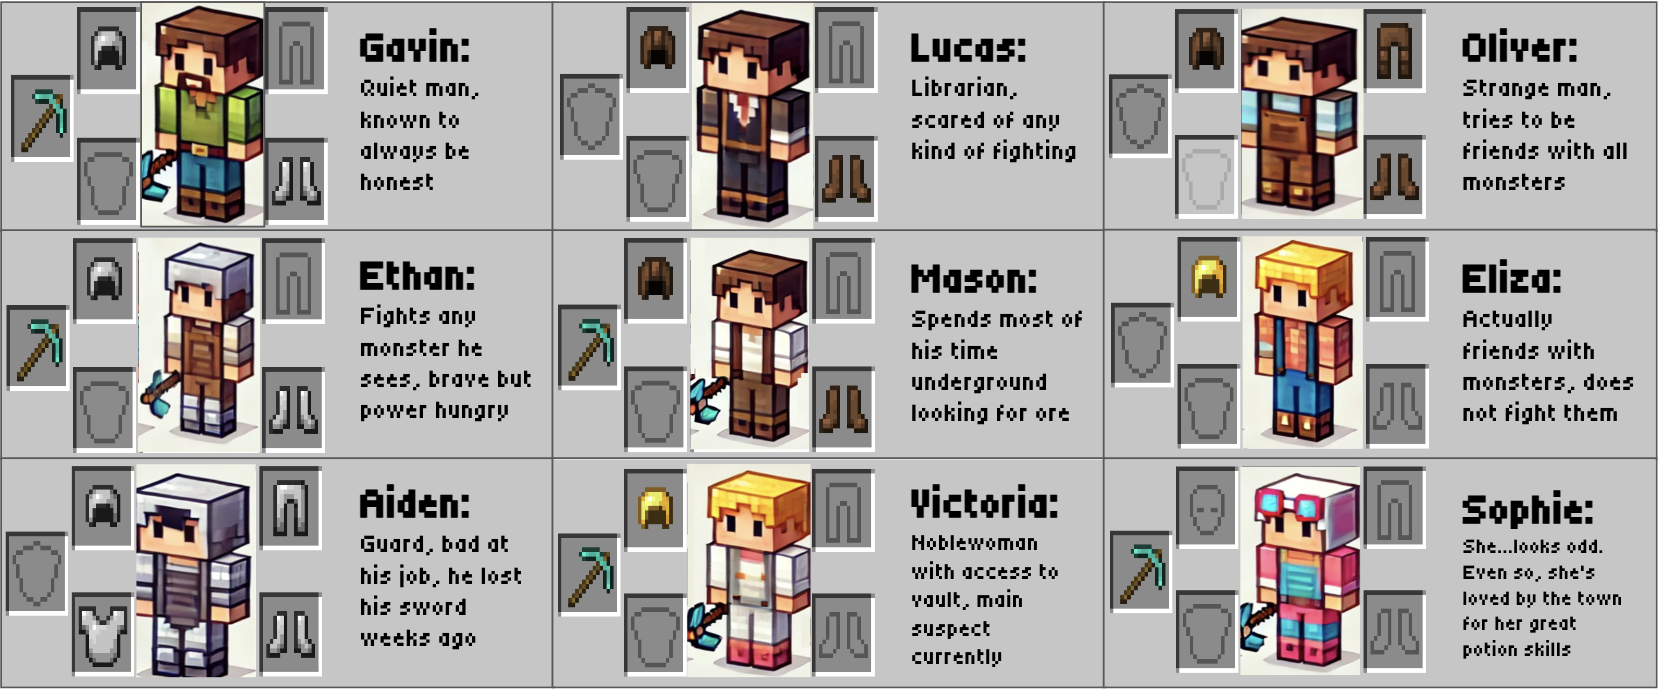 Gavin:
Quiet man,
known to
always be
honest
Lucas:
Librarian,
scared of any
kind of fighting
Oliver:
Strange man,
tries to be
friends with all
monsters
Ethan:
Fights any
monster he
sees, brave but
power hungry
Mason:
Spends most of
his time
underground
looking for ore
Eliza:
Actually
friends with
monsters, does
not fight them
Aiden:
Guard, bad at
his job, he lost
his sword
weeks ago
Victoria:
Noblewoman
with access to
vault, main
suspect
currently
Sophie:
She...looks odd.
Even so, she's
loved by the town
for her great
potion skills